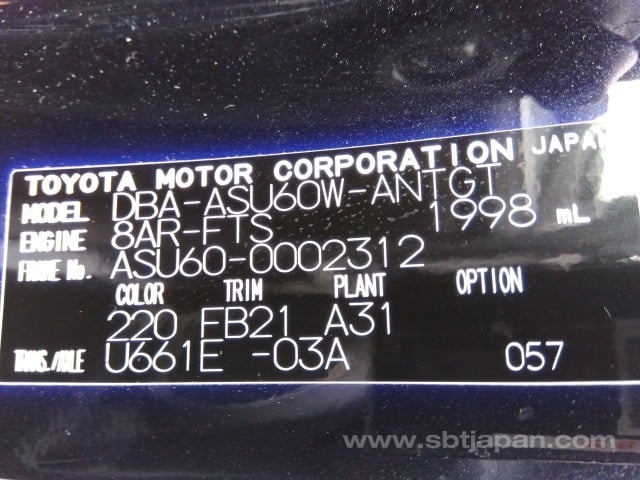 TOYOTA MOTOR CORPORATION JAPAN
MODEL DBA-ASU60W-ANTGT
ENGINE 8AR-FTS 1998 mL
FRAME No. ASU60-0002312
COLOR TRIM PLANT OPTION
220 FB21 A31
TRANS./AXLE U661E -03A 057
www.sbtjapan.com